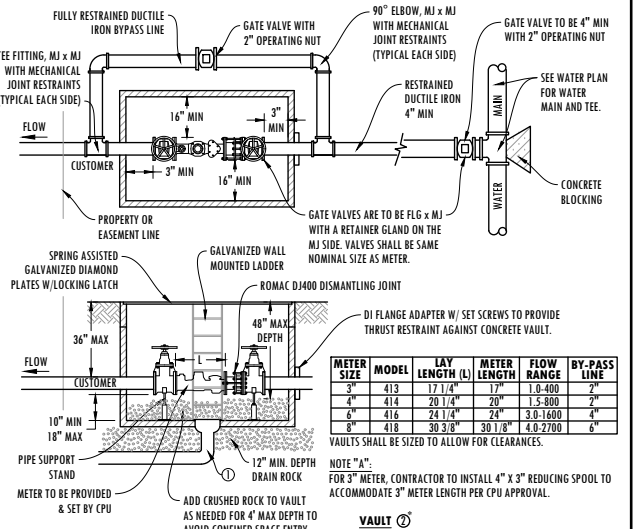 FULLY RESTRAINED DUCTILE
IRON BYPASS LINE
GATE VALVE WITH
2" OPERATING NUT
90° ELBOW, MJ x MJ
WITH MECHANICAL
JOINT RESTRAINTS
(TYPICAL EACH SIDE)
GATE VALVE TO BE 4" MIN
WITH 2" OPERATING NUT
TEE FITTING, MJ x MJ
WITH MECHANICAL
JOINT RESTRAINTS
(TYPICAL EACH SIDE)
RESTRAINED
DUCTILE IRON
4" MIN
SEE WATER PLAN
FOR WATER
MAIN AND TEE.
MAIN
WATER
16" MIN
3"
MIN
FLOW
CUSTOMER
3" MIN
16" MIN
CONCRETE
BLOCKING
PROPERTY OR
EASEMENT LINE
GATE VALVES ARE TO BE FLG x MJ
WITH A RETAINER GLAND ON THE
MJ SIDE. VALVES SHALL BE SAME
NOMINAL SIZE AS METER.
SPRING ASSISTED
GALVANIZED DIAMOND
PLATES W/LOCKING LATCH
GALVANIZED WALL
MOUNTED LADDER
ROMAC DJ400 DISMANTLING JOINT
DI FLANGE ADAPTER W/ SET SCREWS TO PROVIDE
THRUST RESTRAINT AGAINST CONCRETE VAULT.
36" MAX
48" MAX
DEPTH
L
FLOW
CUSTOMER
10" MIN
18" MAX
PIPE SUPPORT
STAND
METER TO BE PROVIDED
& SET BY CPU
1
12" MIN. DEPTH
DRAIN ROCK
ADD CRUSHED ROCK TO VAULT
AS NEEDED FOR 4' MAX DEPTH TO
AVOID CONFINED SPACE ENTRY
METER SIZE MODEL LAY LENGTH (L) METER LENGTH FLOW RANGE BY-PASS LINE
3" 413 17 1/4" 17" 1.0-400 2"
4" 414 20 1/4" 20" 1.5-800 2"
6" 416 24 1/4" 24" 3.0-1600 4"
8" 418 30 3/8" 30 1/8" 4.0-2700 6"
VAULTS SHALL BE SIZED TO ALLOW FOR CLEARANCES.
NOTE "A":
FOR 3" METER, CONTRACTOR TO INSTALL 4" X 3" REDUCING SPOOL TO
ACCOMMODATE 3" METER LENGTH PER CPU APPROVAL.
VAULT 2